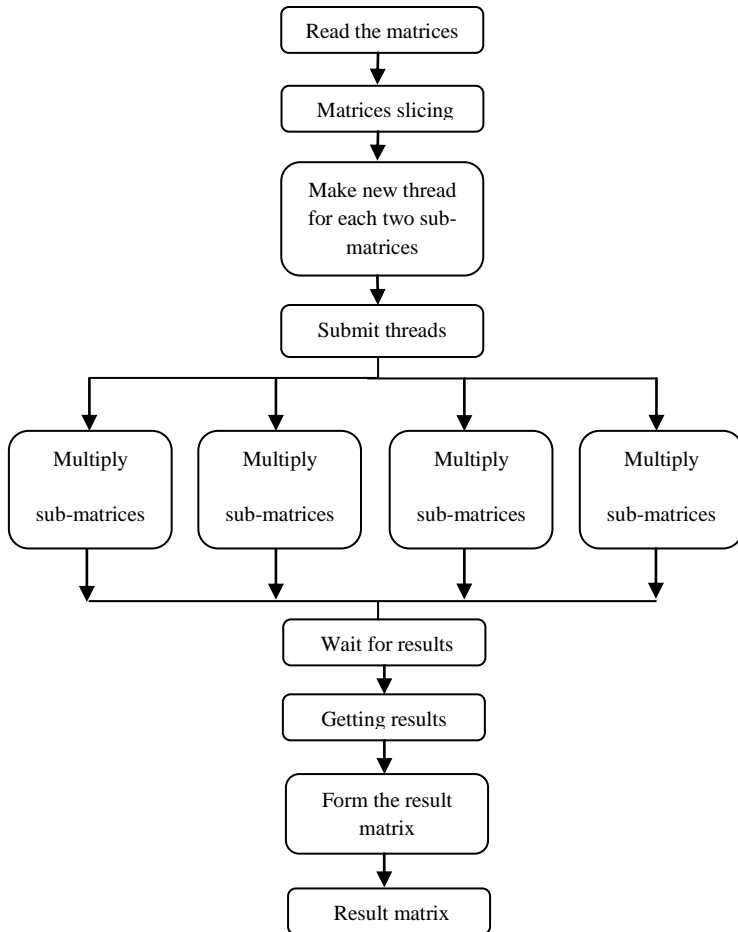 Read the matrices
Matrices slicing
Make new thread
for each two sub-
matrices
Submit threads
Multiply
sub-matrices
Multiply
sub-matrices
Multiply
sub-matrices
Multiply
sub-matrices
Wait for results
Getting results
Form the result
matrix
Result matrix